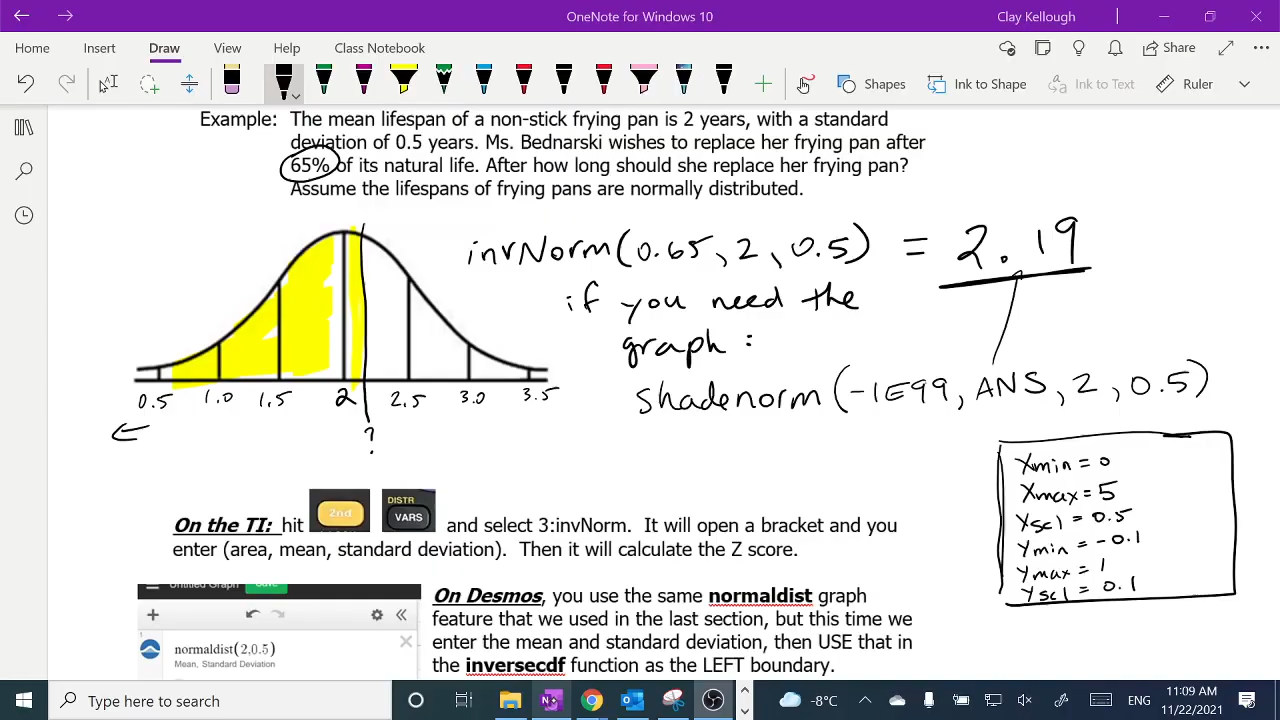 OneNote for Windows 10
Clay Kellough
Home Insert Draw View Help Class Notebook
Share
Shapes Ink to Shape Ink to Text Ruler
Example: The mean lifespan of a non-stick frying pan is 2 years, with a standard
deviation of 0.5 years. Ms. Bednarski wishes to replace her frying pan after
65% of its natural life. After how long should she replace her frying pan?
Assume the lifespans of frying pans are normally distributed.
invNorm(0.65, 2, 0.5) = 2.19
if you need the
graph:
shadenorm(-1E99, ANS, 2, 0.5)
0.5 1.0 1.5 2 2.5 3.0 3.5
?
Xmin = 0
Xmax = 5
Yscl = 0.5
Ymin = -0.1
Ymax = 1
Yscl = 0.1
On the TI: hit 2nd DISTR VARS and select 3:invNorm. It will open a bracket and you
enter (area, mean, standard deviation). Then it will calculate the Z score.
Untitled Graph Save
1
normaldist(2,0.5)
Mean, Standard Deviation
On Desmos, you use the same normaldist graph
feature that we used in the last section, but this time we
enter the mean and standard deviation, then USE that in
the inversecdf function as the LEFT boundary.
Type here to search
-8°C
11:09 AM
11/22/2021